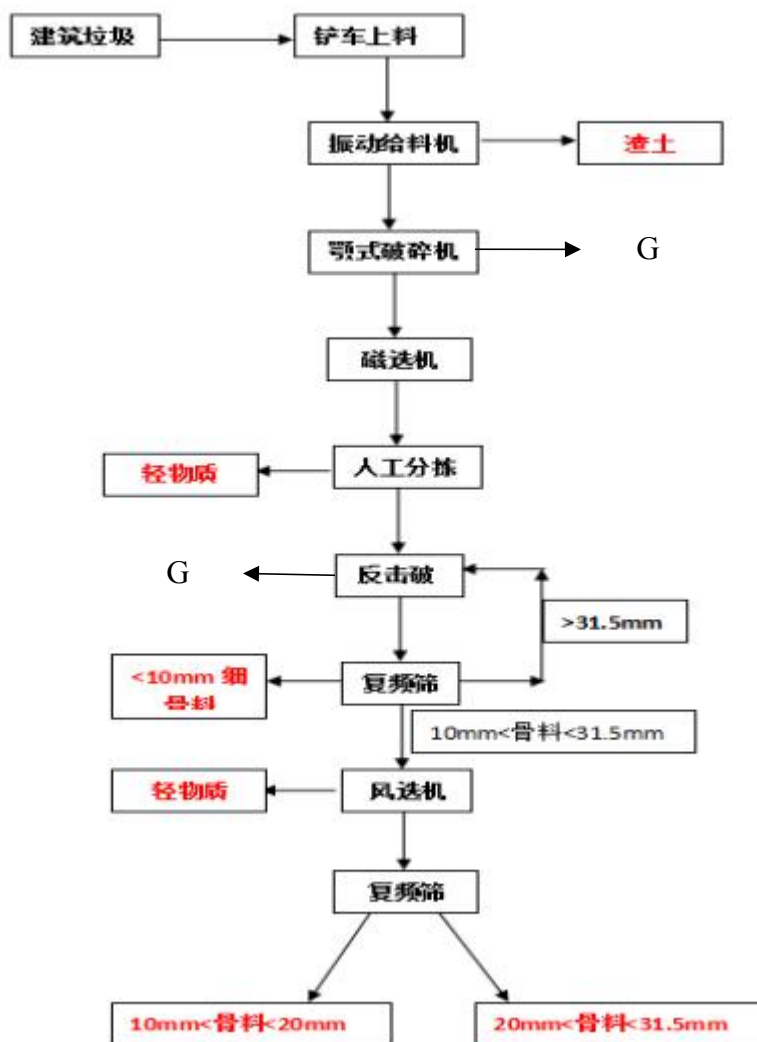 建筑垃圾
铲车上料
振动给料机
渣土
颚式破碎机
G
磁选机
人工分拣
轻物质
反击破
G
>31.5mm
复频筛
<10mm 细
骨料
10mm<骨料<31.5mm
风选机
轻物质
复频筛
10mm<骨料<20mm
20mm<骨料<31.5mm